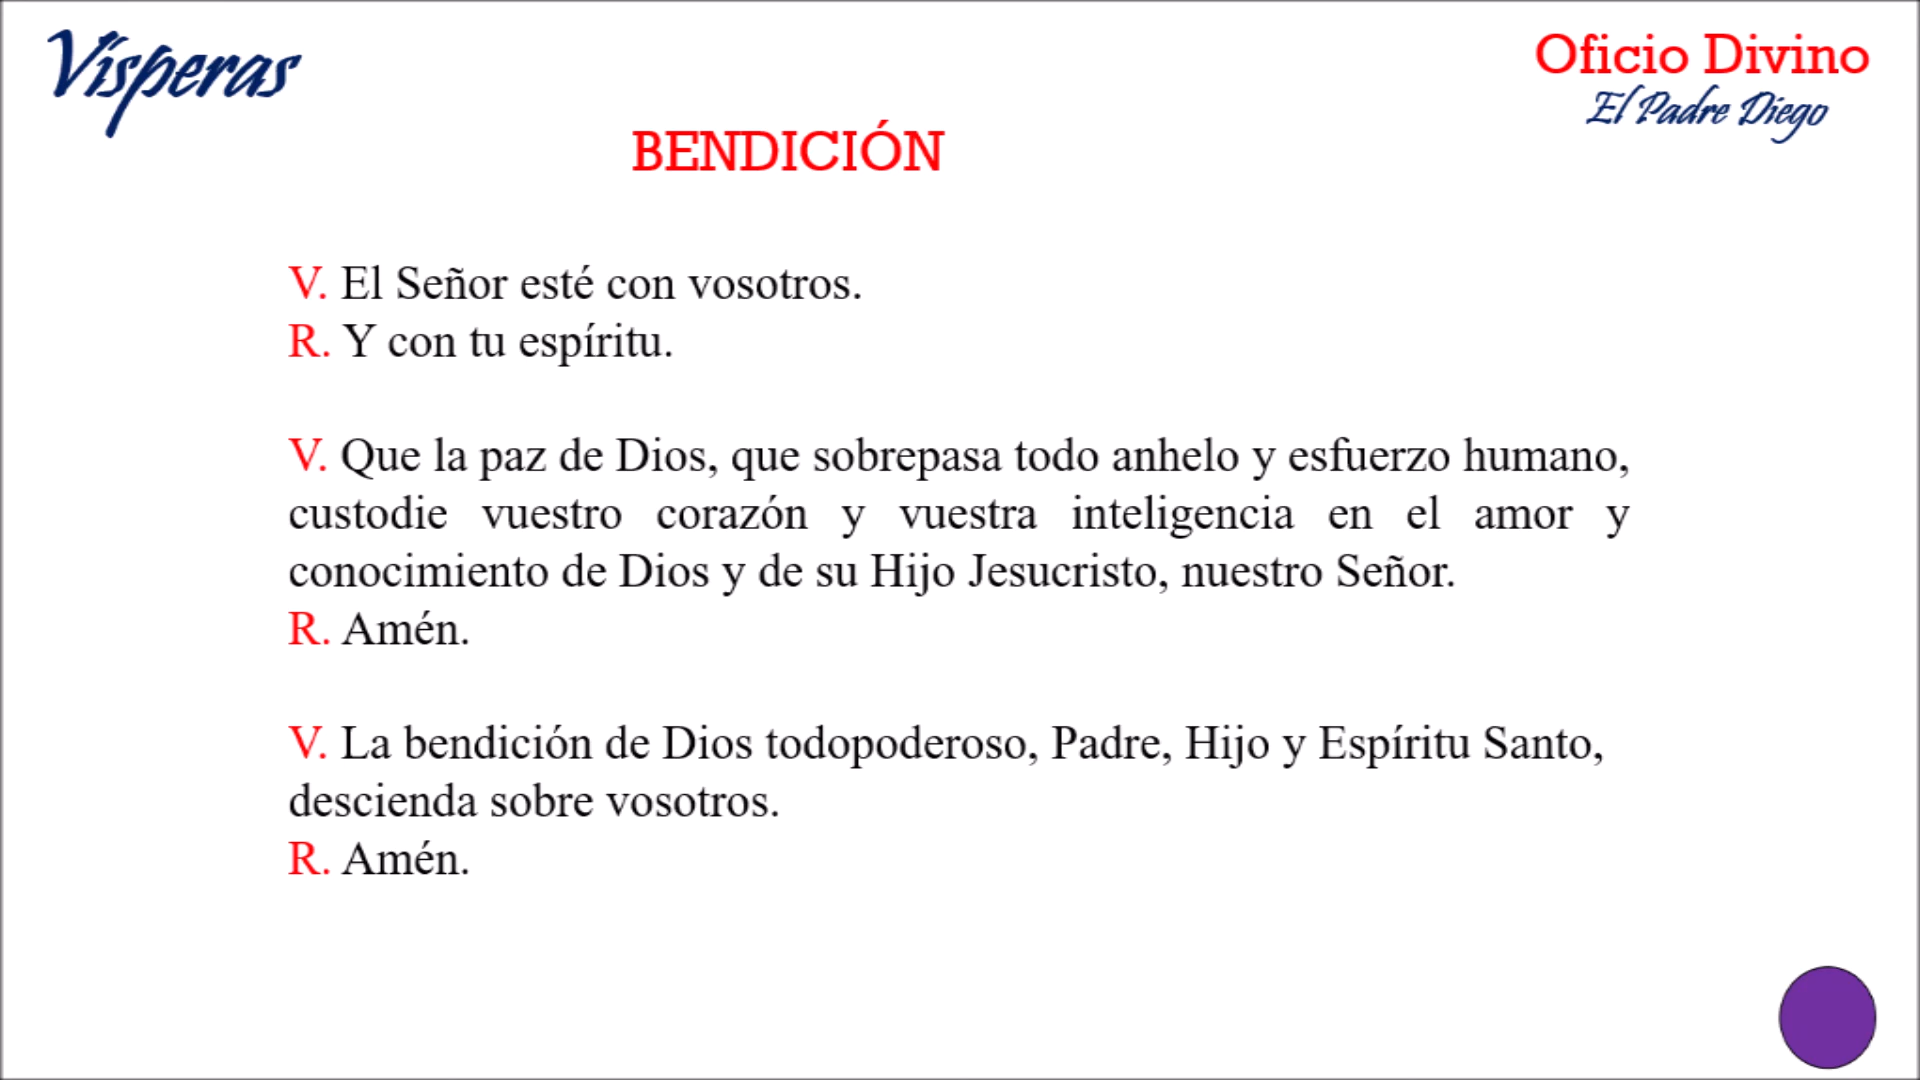 Vísperas
Oficio Divino
El Padre Diego
BENDICIÓN
V. El Señor esté con vosotros.
R. Y con tu espíritu.
V. Que la paz de Dios, que sobrepasa todo anhelo y esfuerzo humano,
custodie vuestro corazón y vuestra inteligencia en el amor y
conocimiento de Dios y de su Hijo Jesucristo, nuestro Señor.
R. Amén.
V. La bendición de Dios todopoderoso, Padre, Hijo y Espíritu Santo,
descienda sobre vosotros.
R. Amén.